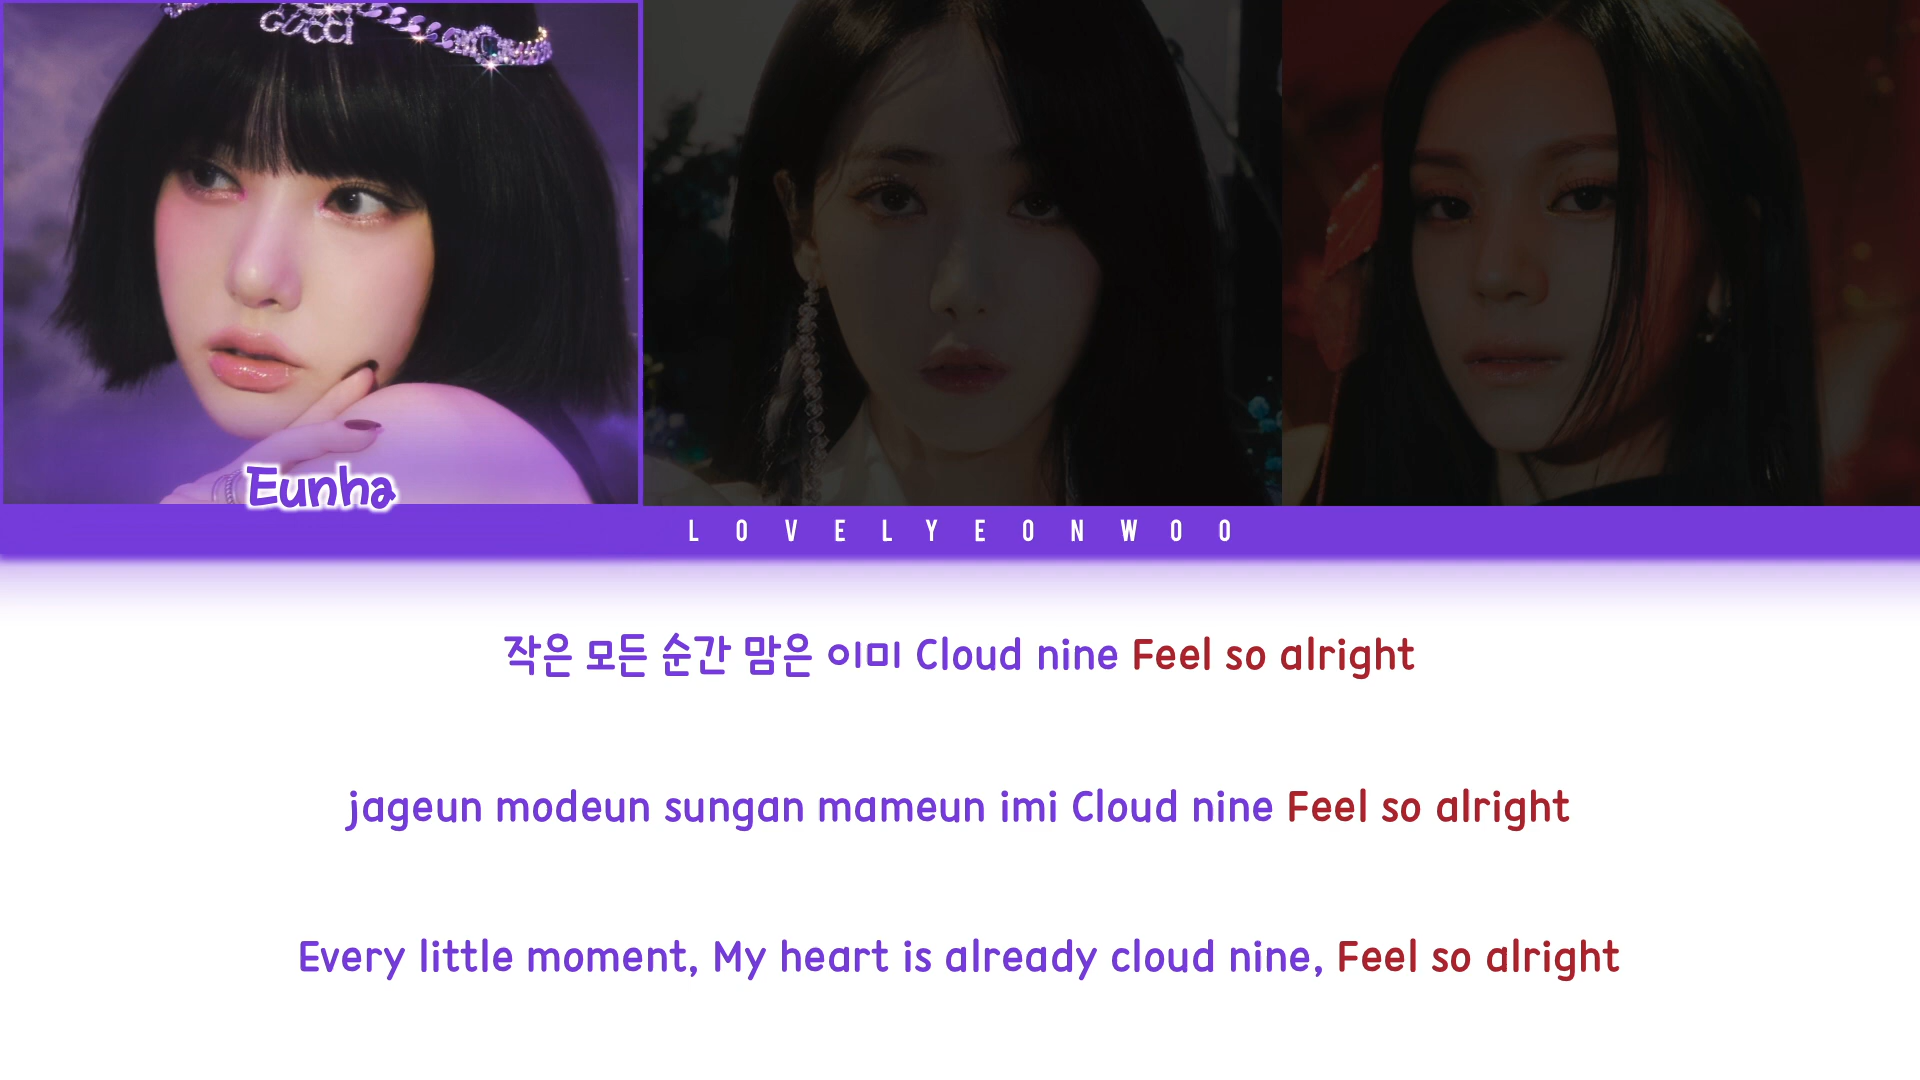 GUCCI
Eunha
LOVELYEONWOO
작은 모든 순간 맘은 이미 Cloud nine Feel so alright
jageun modeun sungan mameun imi Cloud nine Feel so alright
Every little moment, My heart is already cloud nine, Feel so alright